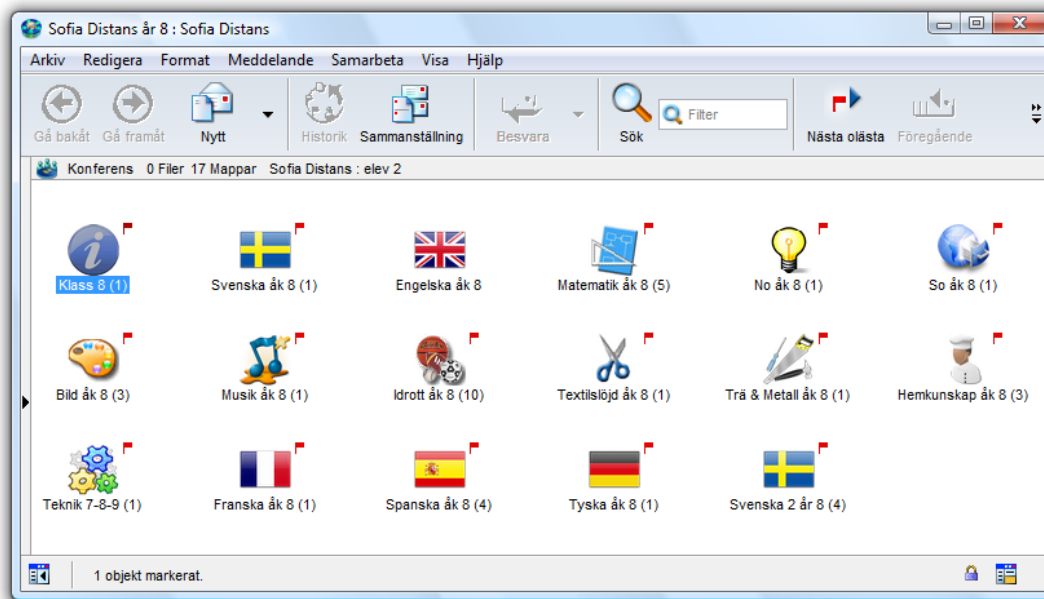 Sofia Distans år 8 : Sofia Distans
Arkiv Redigera Format Meddelande Samarbeta Visa Hjälp
Gå bakåt Gå framåt Nytt Historik Sammanställning Besvara Sök Filter Nästa olästa Föregående
Konferens 0 Filer 17 Mappar Sofia Distans : elev 2
Klass 8 (1) Svenska åk 8 (1) Engelska åk 8 Matematik åk 8 (5) No åk 8 (1) So åk 8 (1)
Bild åk 8 (3) Musik åk 8 (1) Idrott åk 8 (10) Textilslöjd åk 8 (1) Trä & Metall åk 8 (1) Hemkunskap åk 8 (3)
Teknik 7-8-9 (1) Franska åk 8 (1) Spanska åk 8 (4) Tyska åk 8 (1) Svenska 2 år 8 (4)
1 objekt markerat.